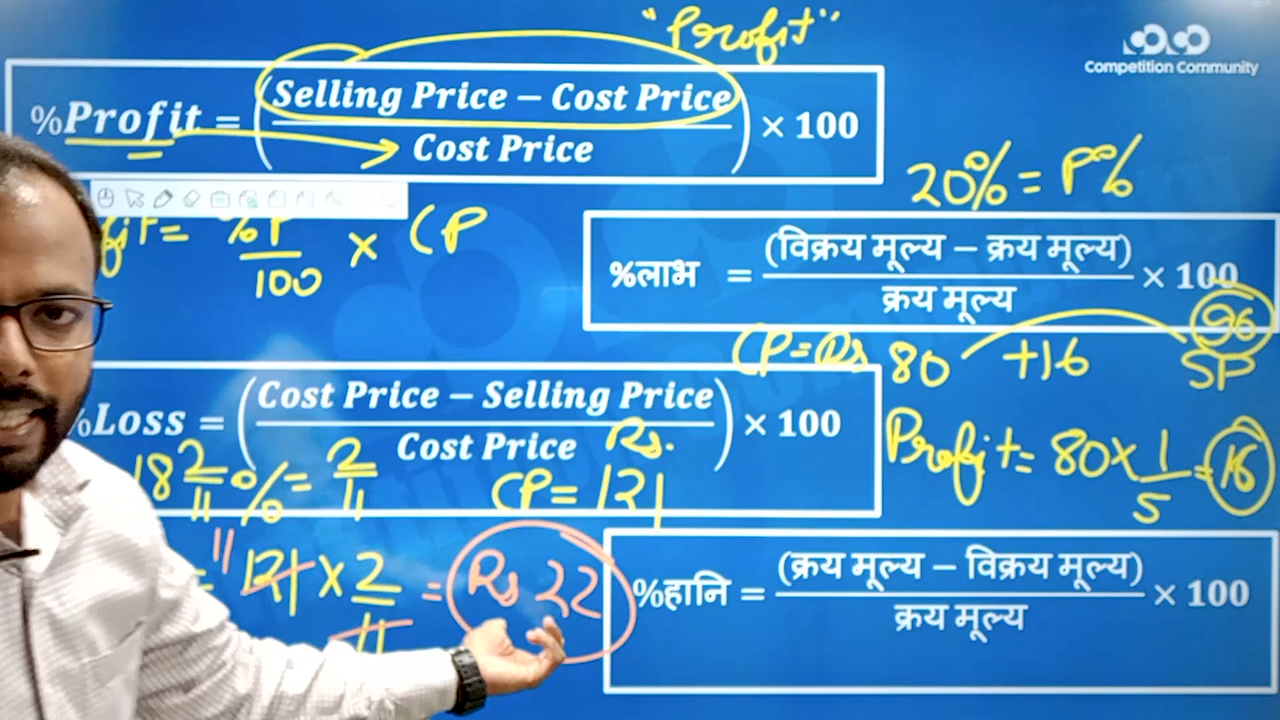 "Profit"
Competition Community
%Profit = (Selling Price − Cost Price / Cost Price) × 100
20% = P%
%P / 100 × CP
%लाभ = (विक्रय मूल्य − क्रय मूल्य) / क्रय मूल्य × 100
96
CP = Rs 80 +16 SP
%Loss = (Cost Price − Selling Price / Cost Price) × 100
Profit = 80 × 1/5 = 16
18 2/11 % = 2/11
Rs.
CP = 121
= 11 121 × 2/11 = Rs 22
%हानि = (क्रय मूल्य − विक्रय मूल्य) / क्रय मूल्य × 100